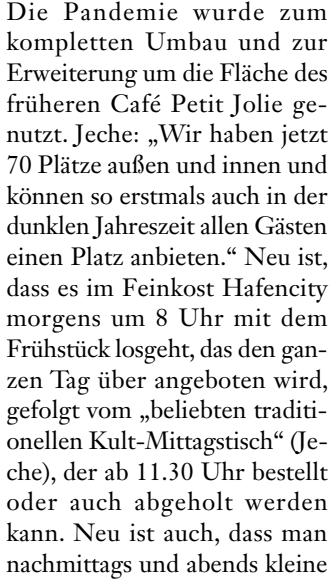 Die Pandemie wurde zum
kompletten Umbau und zur
Erweiterung um die Fläche des
früheren Café Petit Jolie ge-
nutzt. Jeche: „Wir haben jetzt
70 Plätze außen und innen und
können so erstmals auch in der
dunklen Jahreszeit allen Gästen
einen Platz anbieten.“ Neu ist,
dass es im Feinkost Hafencity
morgens um 8 Uhr mit dem
Frühstück losgeht, das den gan-
zen Tag über angeboten wird,
gefolgt vom „beliebten traditi-
onellen Kult-Mittagstisch“ (Je-
che), der ab 11.30 Uhr bestellt
oder auch abgeholt werden
kann. Neu ist auch, dass man
nachmittags und abends kleine